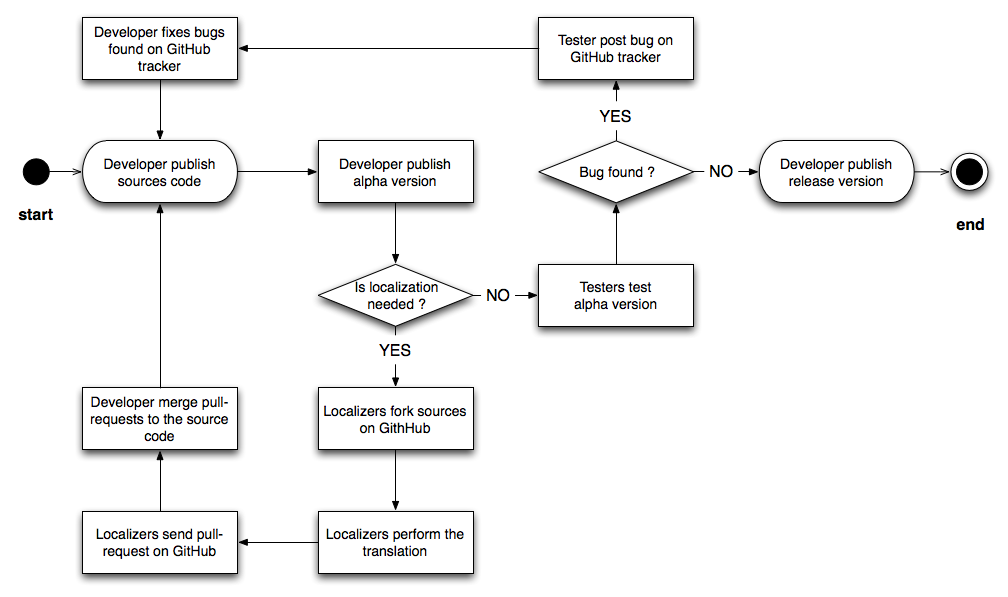 Developer fixes bugs
found on GitHub
tracker
Tester post bug on
GitHub tracker
YES
start
Developer publish
sources code
Developer publish
alpha version
Bug found ?
NO
Developer publish
release version
end
Is localization
needed ?
NO
Testers test
alpha version
YES
Developer merge pull-
requests to the source
code
Localizers fork sources
on GithHub
Localizers send pull-
request on GitHub
Localizers perform the
translation